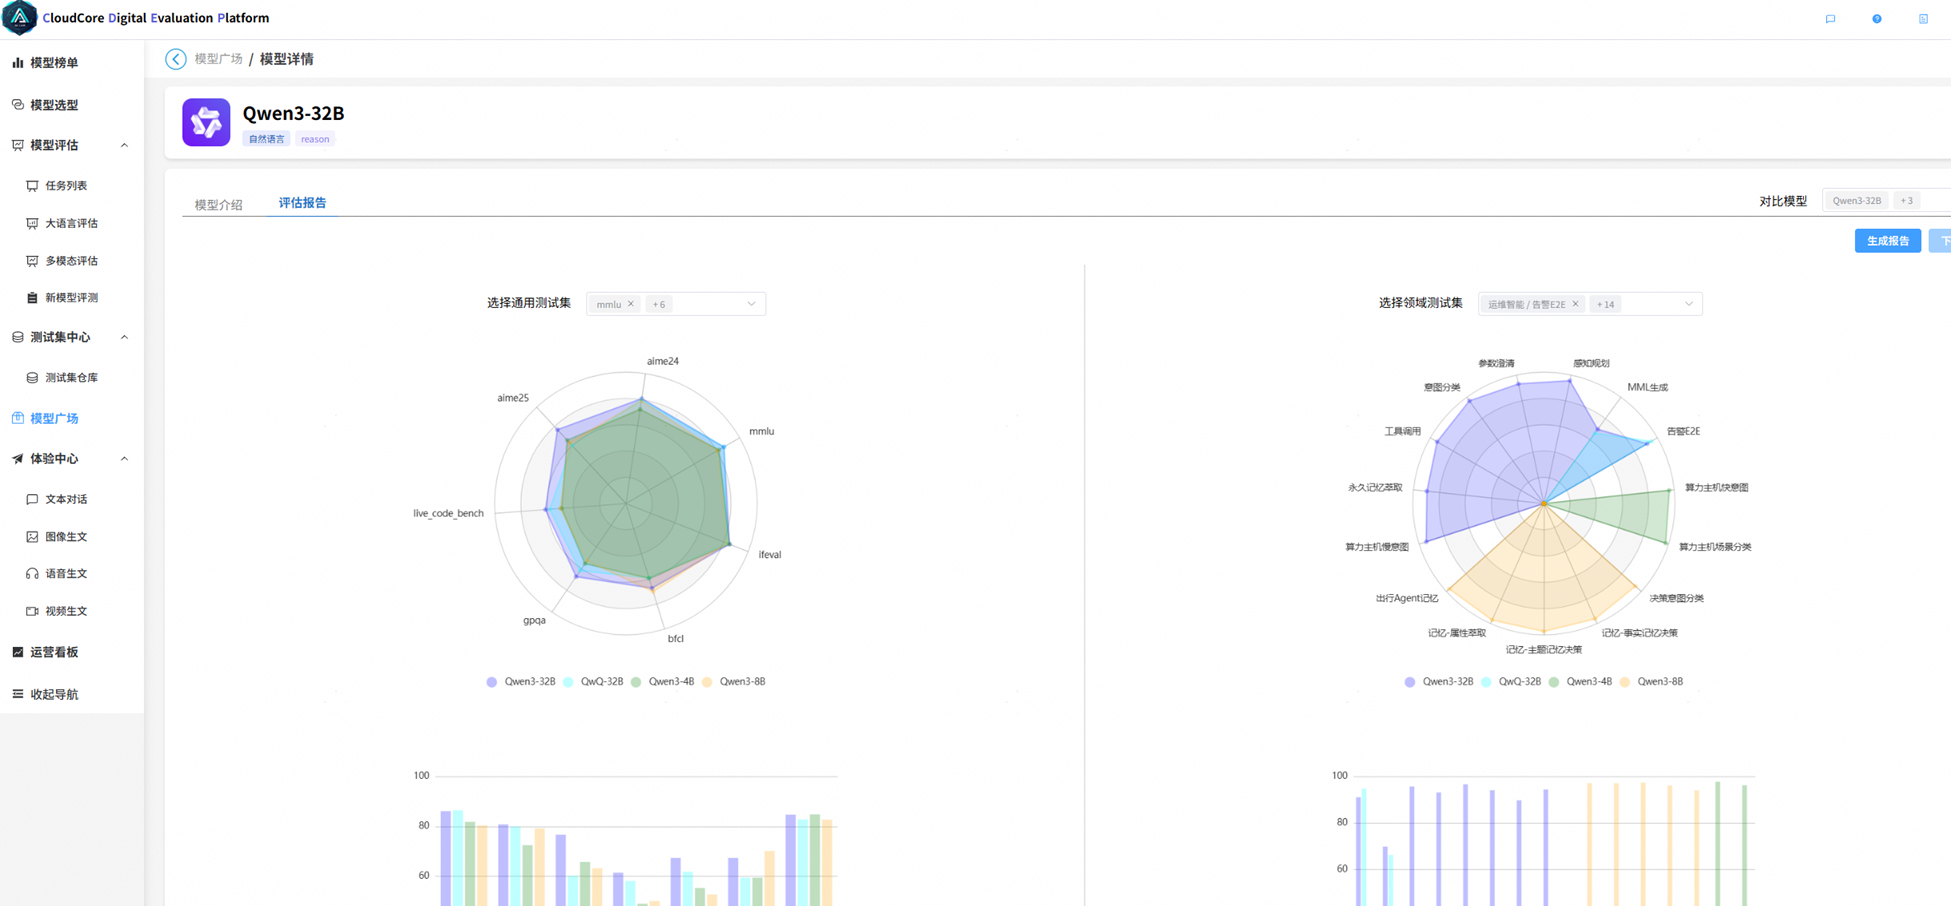 CloudCore Digital Evaluation Platform
模型榜单
模型选型
模型评估
任务列表
大语言评估
多模态评估
新模型评测
测试集中心
测试集仓库
模型广场
体验中心
文本对话
图像生文
语音生文
视频生文
运营看板
收起导航
模型广场 / 模型详情
Qwen3-32B
自然语言 reason
模型介绍 评估报告
对比模型 Qwen3-32B + 3
生成报告 下
选择通用测试集 mmlu × + 6
aime24
aime25
mmlu
live_code_bench
ifeval
gpqa
bfcl
Qwen3-32B QwQ-32B Qwen3-4B Qwen3-8B
100
80
60
选择领域测试集 运维智能 / 告警E2E × + 14
参数澄清
感知规划
意图分类
MML生成
工具调用
告警E2E
永久记忆萃取
算力主机快意图
算力主机慢意图
算力主机场景分类
出行Agent记忆
决策意图分类
记忆-属性萃取
记忆-事实记忆决策
记忆-主题记忆决策
Qwen3-32B QwQ-32B Qwen3-4B Qwen3-8B
100
80
60